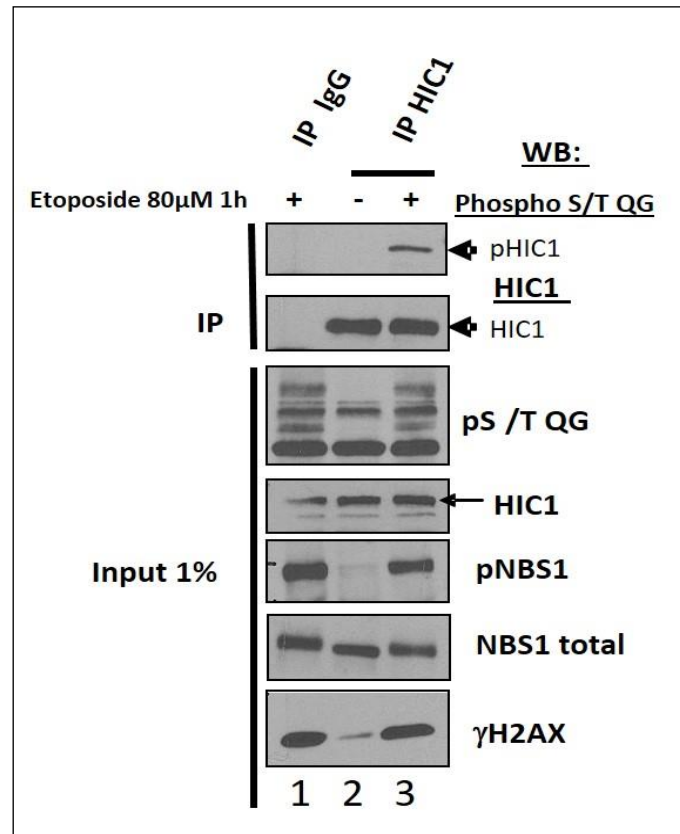 IP IgG
IP HIC1
WB:
Etoposide 80µM 1h + - + Phospho S/T QG
pHIC1
HIC1
IP
HIC1
pS /T QG
HIC1
Input 1%
pNBS1
NBS1 total
γH2AX
1 2 3